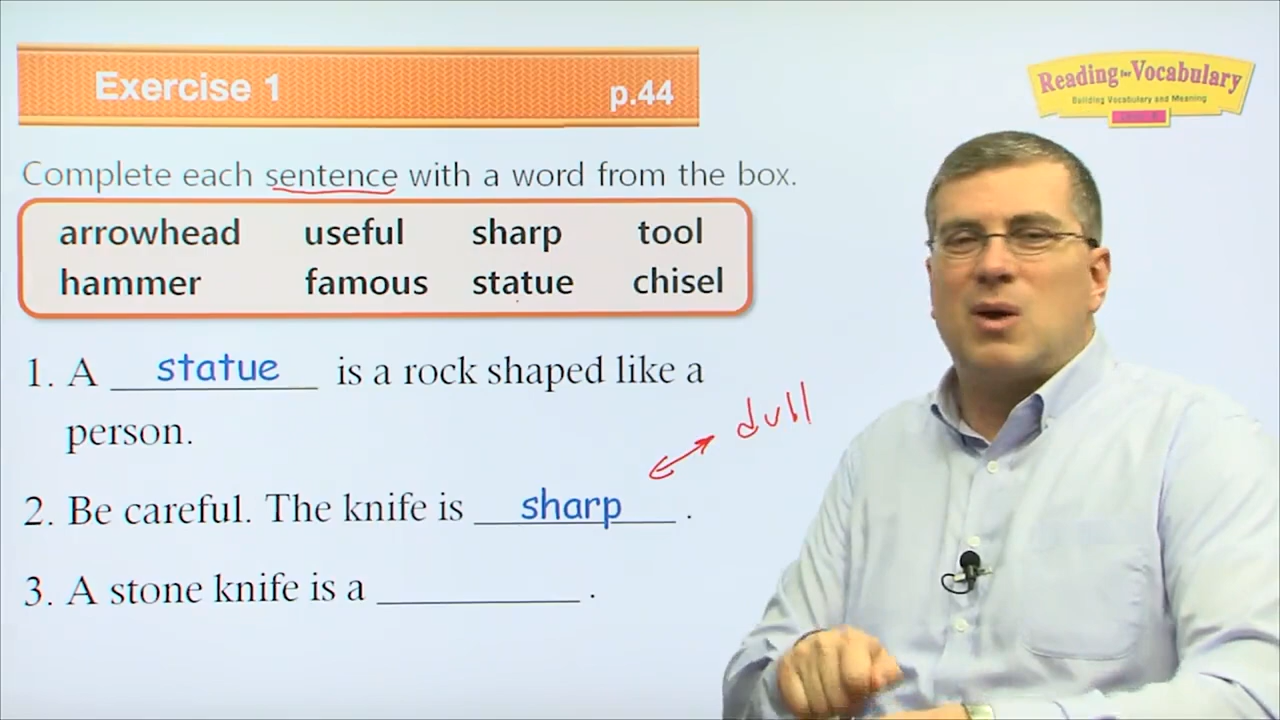 Exercise 1
p.44
Reading for Vocabulary
Building Vocabulary and Meaning
Complete each sentence with a word from the box.
arrowhead useful sharp tool
hammer famous statue chisel
1. A statue is a rock shaped like a
person.
dull
2. Be careful. The knife is sharp .
3. A stone knife is a ____________ .